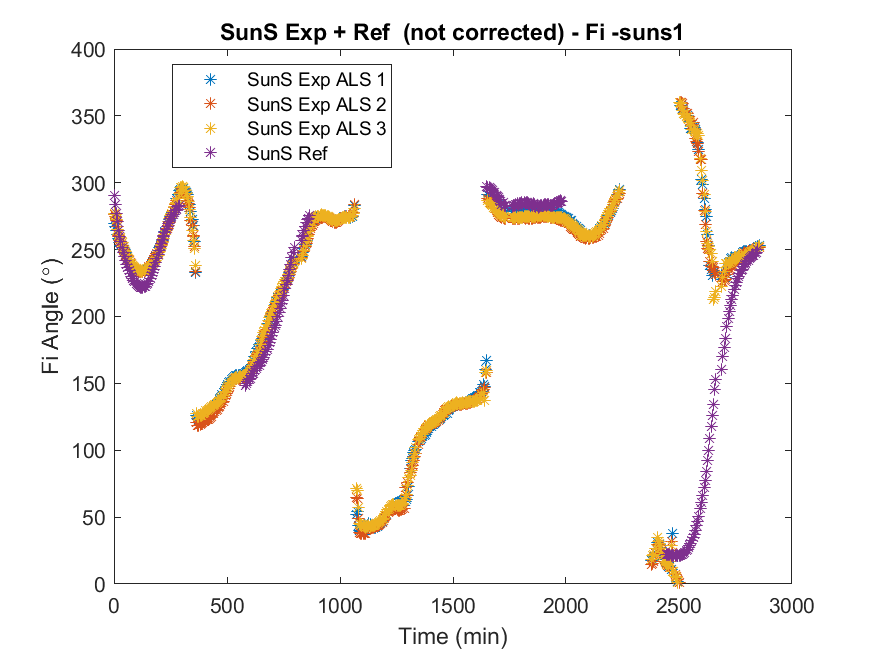 SunS Exp + Ref (not corrected) - Fi -suns1
SunS Exp ALS 1
SunS Exp ALS 2
SunS Exp ALS 3
SunS Ref
Fi Angle (°)
400
350
300
250
200
150
100
50
0
0 500 1000 1500 2000 2500 3000
Time (min)